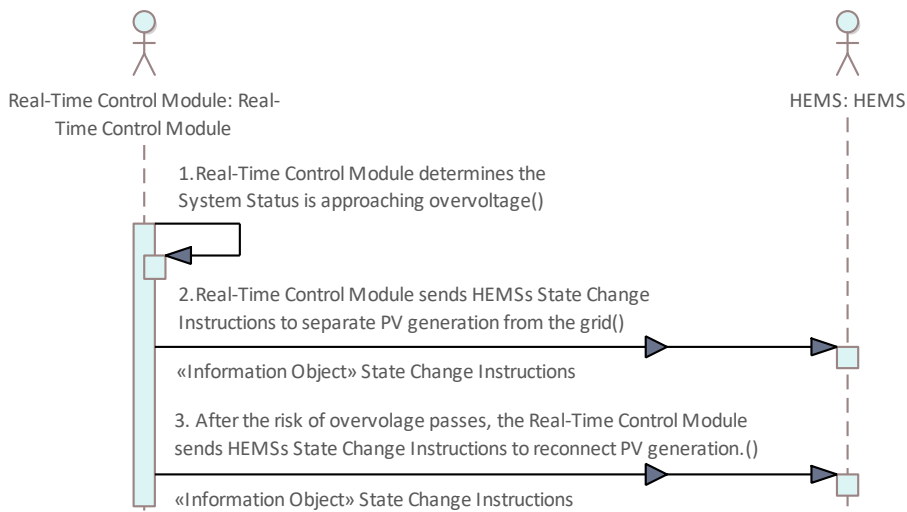 Real-Time Control Module: Real-
Time Control Module
HEMS: HEMS
1.Real-Time Control Module determines the
System Status is approaching overvoltage()
2.Real-Time Control Module sends HEMSs State Change
Instructions to separate PV generation from the grid()
«Information Object» State Change Instructions
3. After the risk of overvolage passes, the Real-Time Control Module
sends HEMSs State Change Instructions to reconnect PV generation.()
«Information Object» State Change Instructions